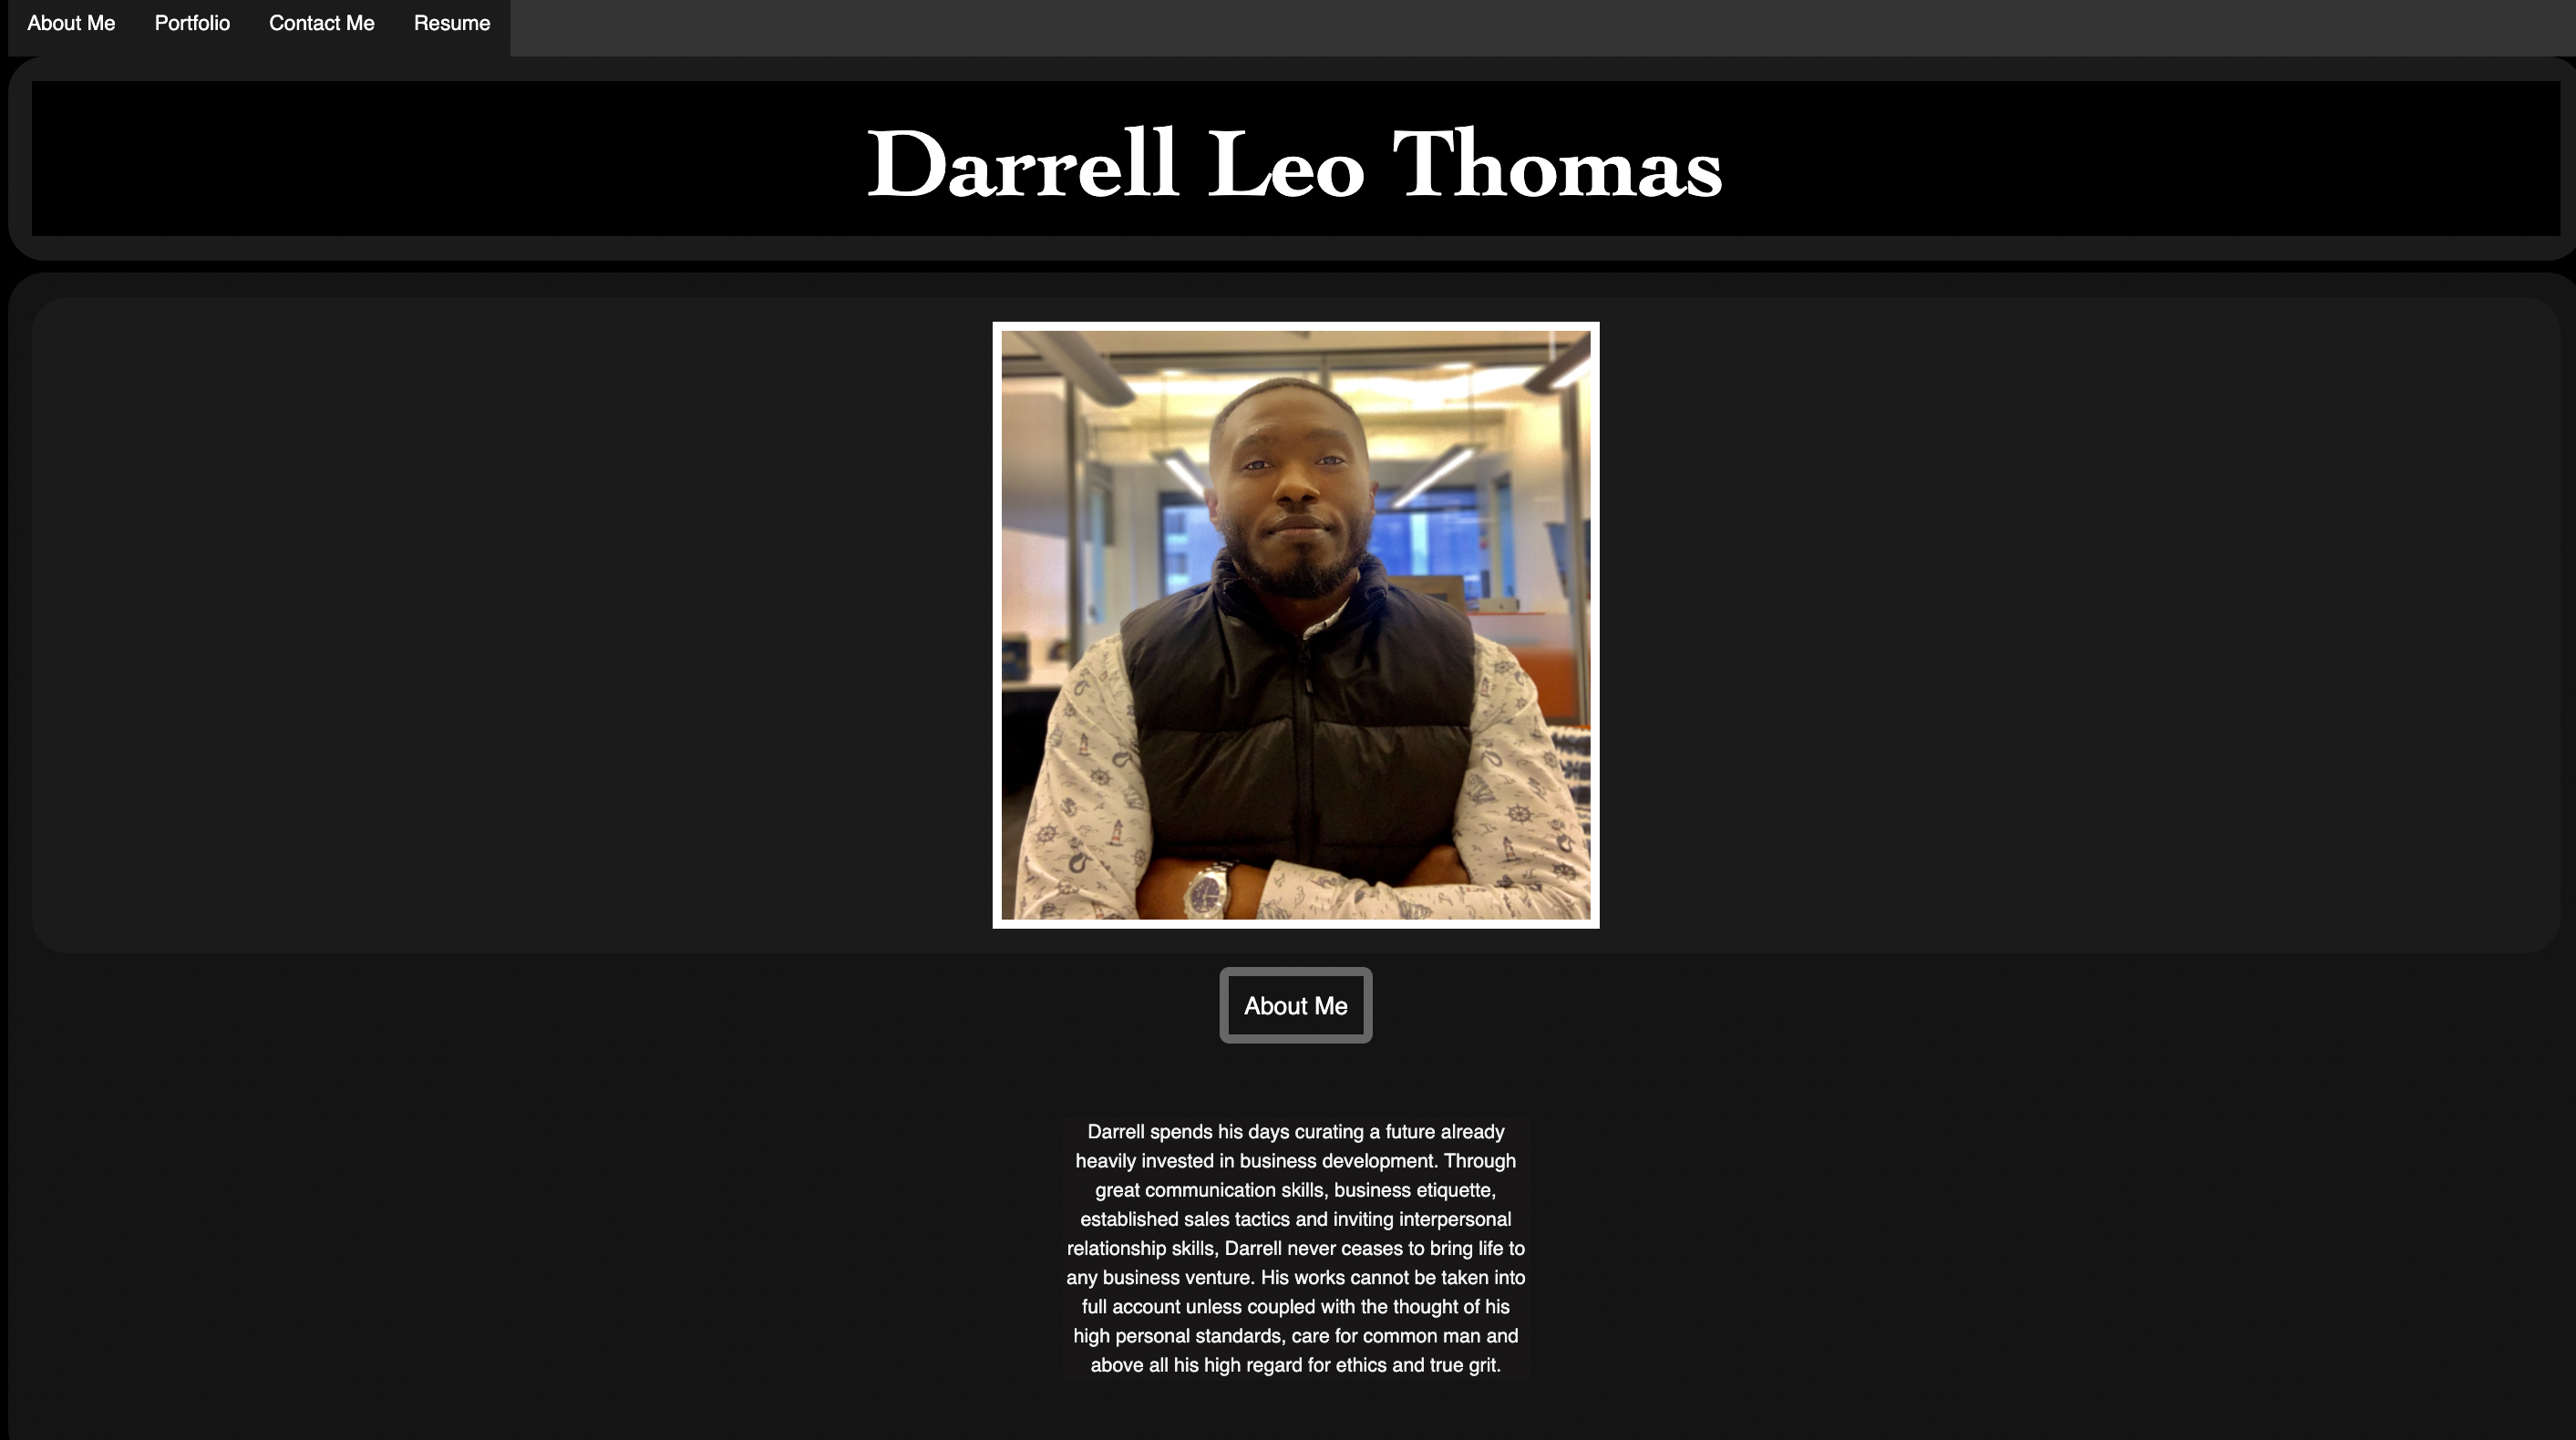 About Me Portfolio Contact Me Resume
Darrell Leo Thomas
About Me
Darrell spends his days curating a future already
heavily invested in business development. Through
great communication skills, business etiquette,
established sales tactics and inviting interpersonal
relationship skills, Darrell never ceases to bring life to
any business venture. His works cannot be taken into
full account unless coupled with the thought of his
high personal standards, care for common man and
above all his high regard for ethics and true grit.